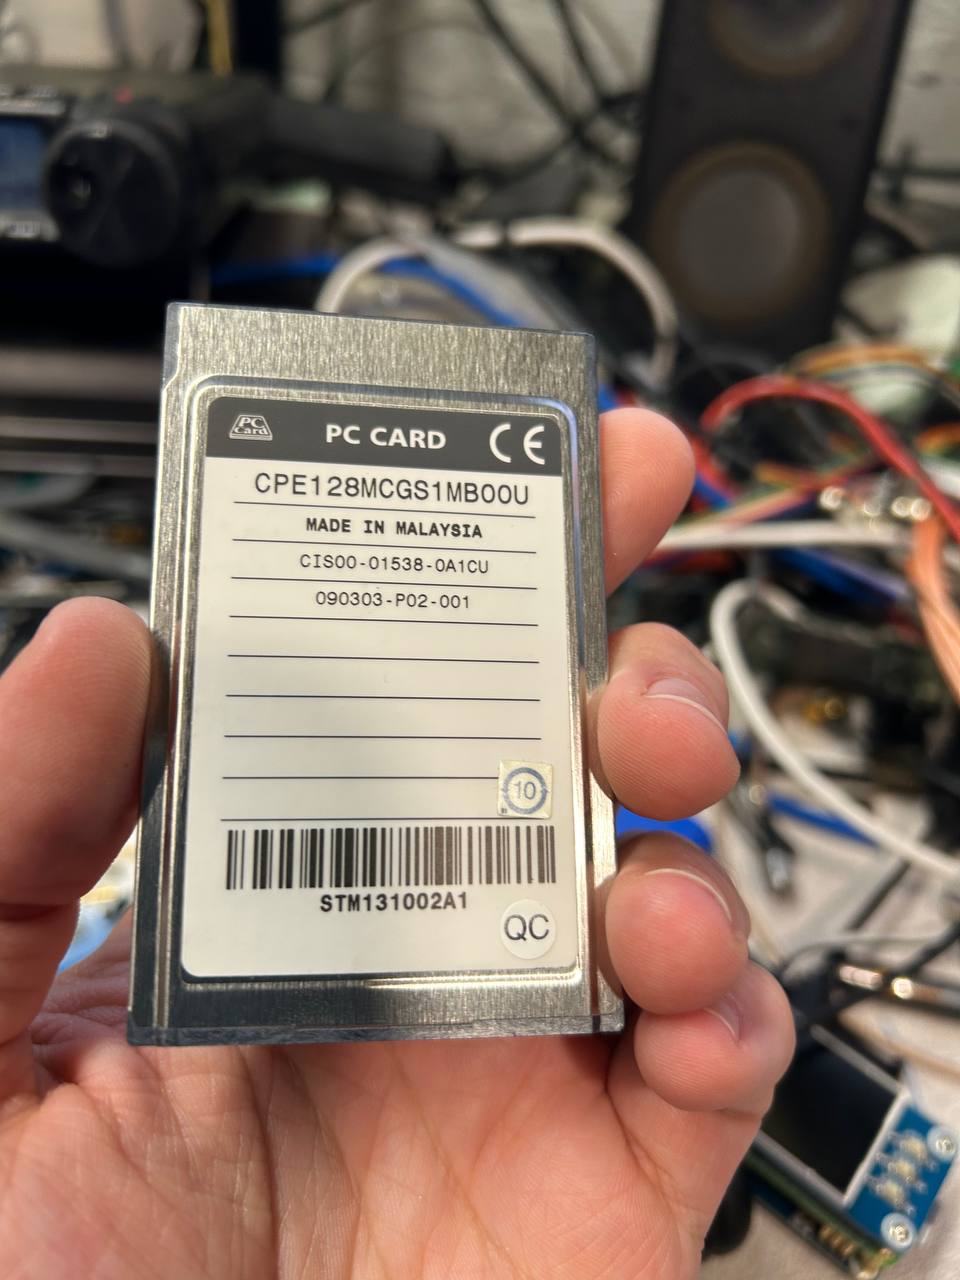 PC Card
PC CARD
CE
CPE128MCGS1MB00U
MADE IN MALAYSIA
CIS00-01538-0A1CU
090303-P02-001
10
STM131002A1
QC